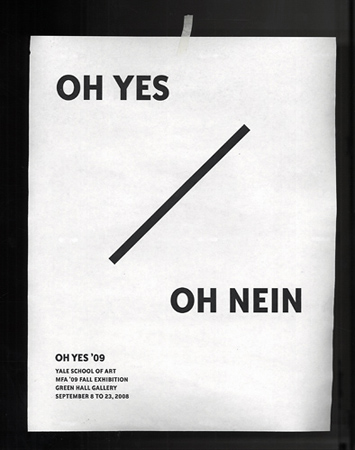 OH YES
OH NEIN
OH YES '09
YALE SCHOOL OF ART
MFA '09 FALL EXHIBITION
GREEN HALL GALLERY
SEPTEMBER 8 TO 23, 2008